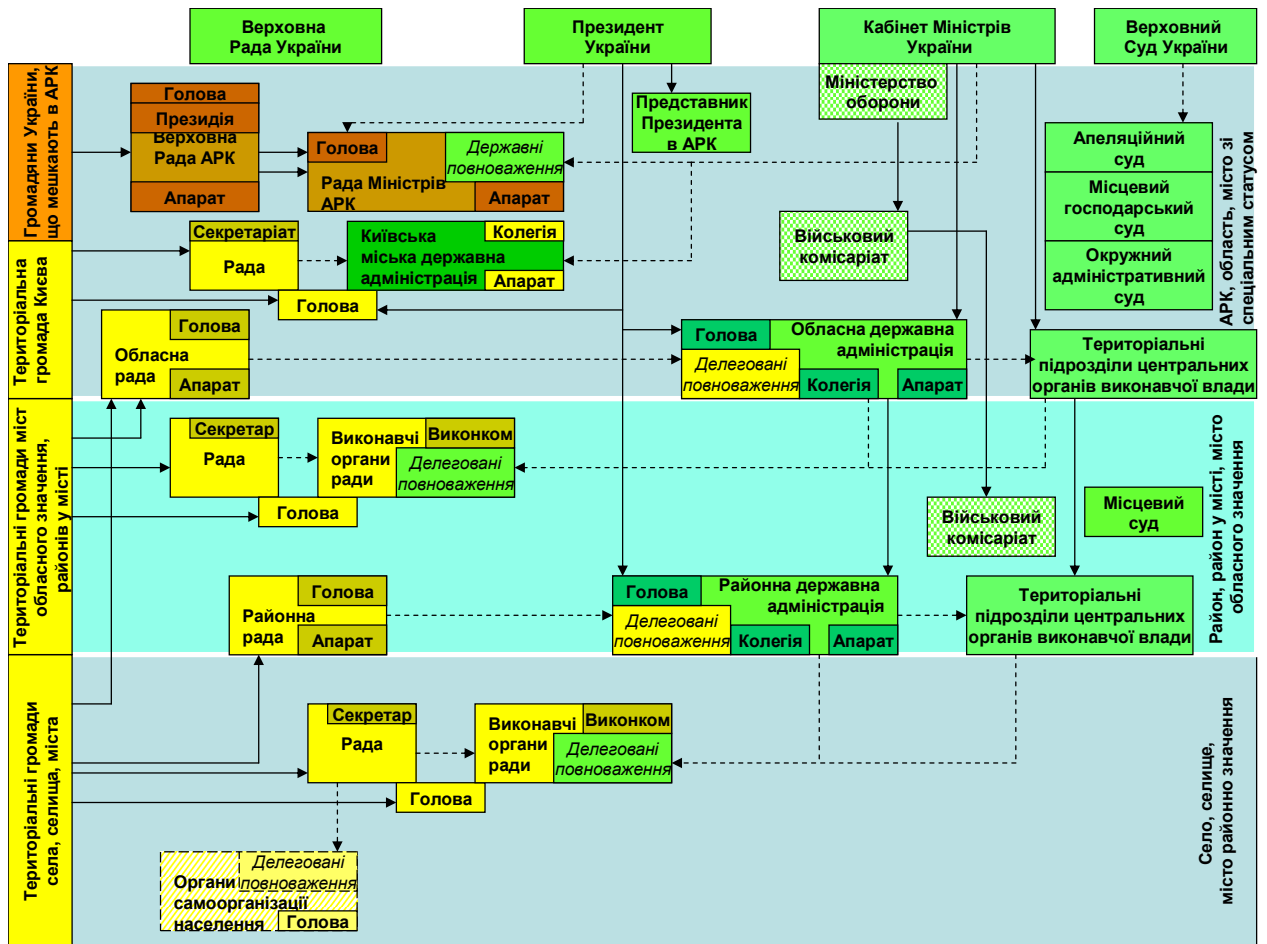 Верховна
Рада України
Президент
України
Кабінет Міністрів
України
Верховний
Суд України
Громадяни України,
що мешкають в АРК
Голова
Президія
Верховна
Рада АРК
Апарат
Голова
Державні
повноваження
Рада Міністрів
АРК
Апарат
Представник
Президента
в АРК
Міністерство
оборони
Військовий
комісаріат
Апеляційний
суд
Місцевий
господарський
суд
Окружний
адміністративний
суд
АРК, область, місто зі
спеціальним статусом
Територіальна
громада Києва
Секретаріат
Рада
Київська
міська державна
адміністрація
Колегія
Апарат
Голова
Голова
Обласна
рада
Апарат
Голова
Обласна державна
адміністрація
Делеговані
повноваження
Колегія
Апарат
Територіальні
підрозділи центральних
органів виконавчої влади
Територіальні громади міст
обласного значення,
районів у місті
Секретар
Рада
Виконавчі
органи
ради
Виконком
Делеговані
повноваження
Голова
Військовий
комісаріат
Місцевий
суд
Район, район у місті, місто
обласного значення
Голова
Районна
рада
Апарат
Голова
Районна державна
адміністрація
Делеговані
повноваження
Колегія
Апарат
Територіальні
підрозділи центральних
органів виконавчої влади
Територіальні громади
села, селища, міста
Секретар
Рада
Виконавчі
органи
ради
Виконком
Делеговані
повноваження
Голова
Село, селище,
місто районно значення
Делеговані
повноваження
Органи
самоорганізації
населення
Голова